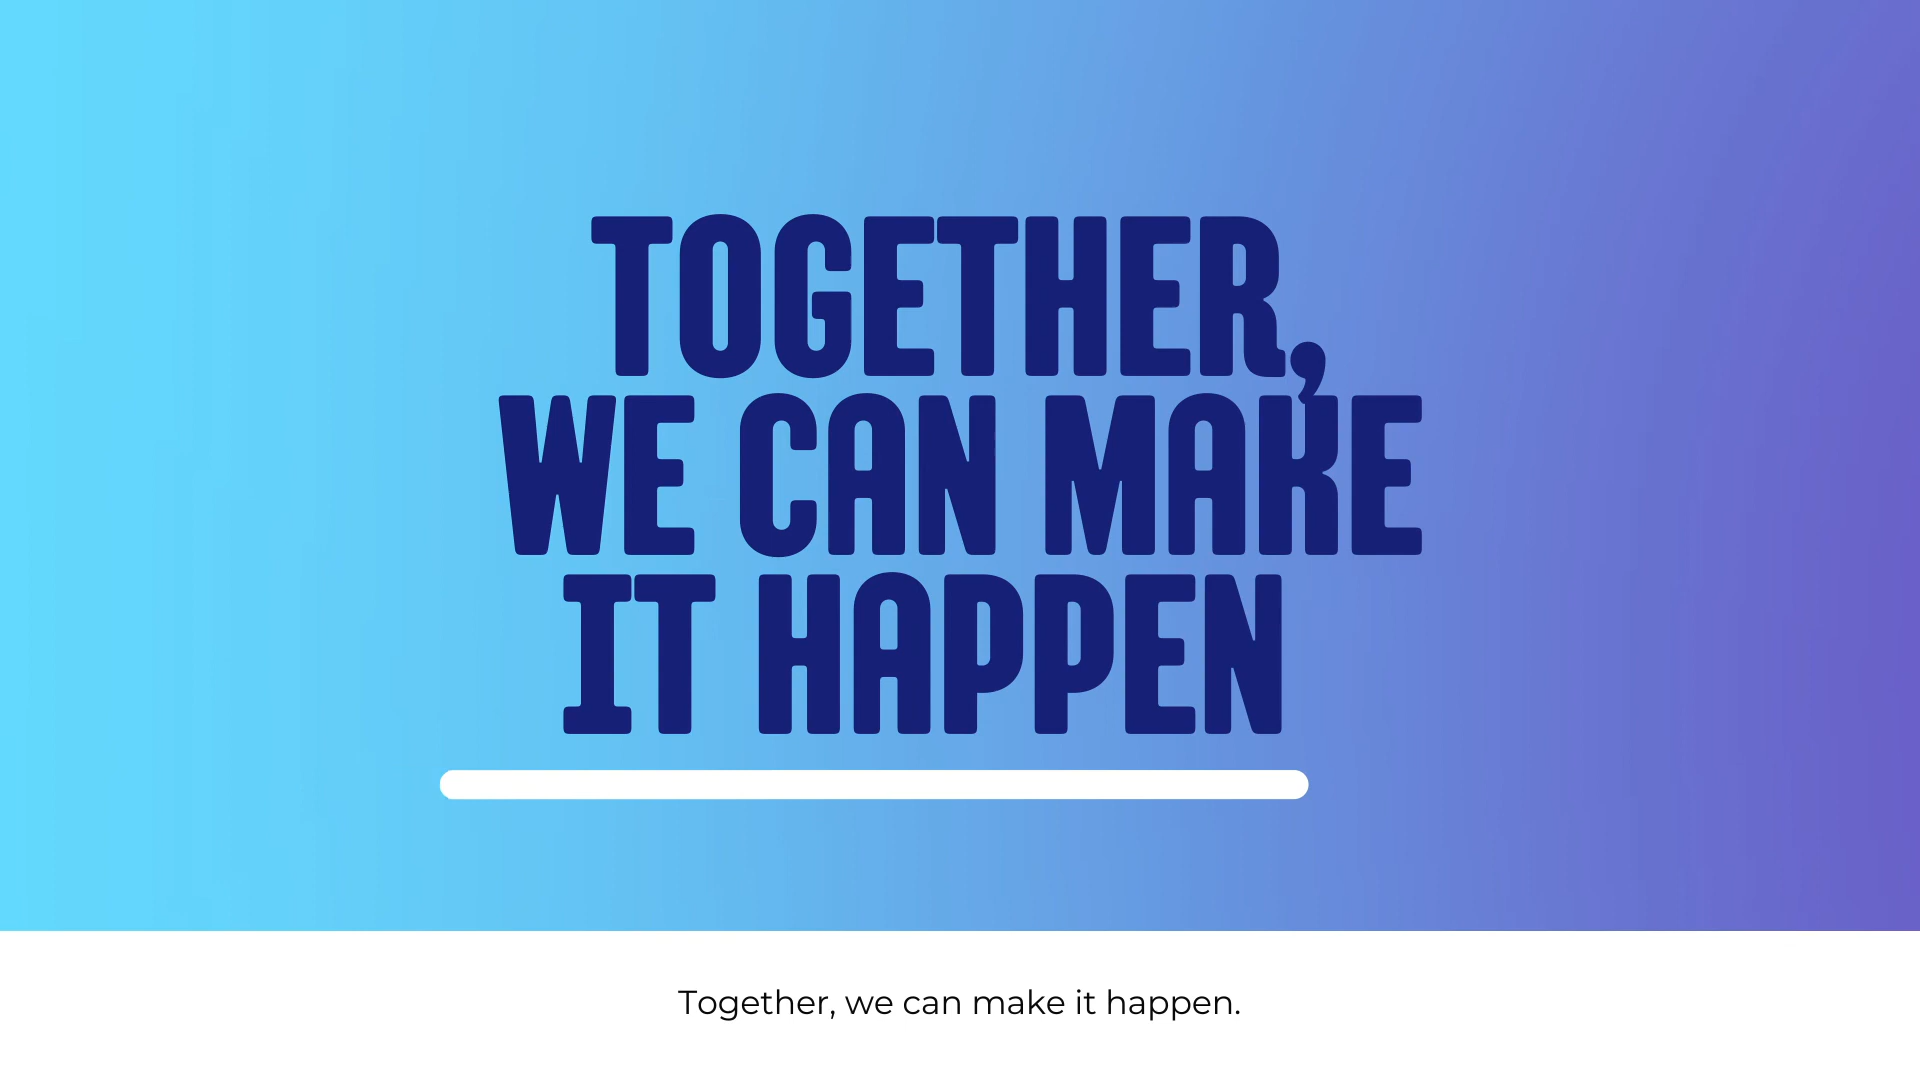 TOGETHER,
WE CAN MAKE
IT HAPPEN
Together, we can make it happen.